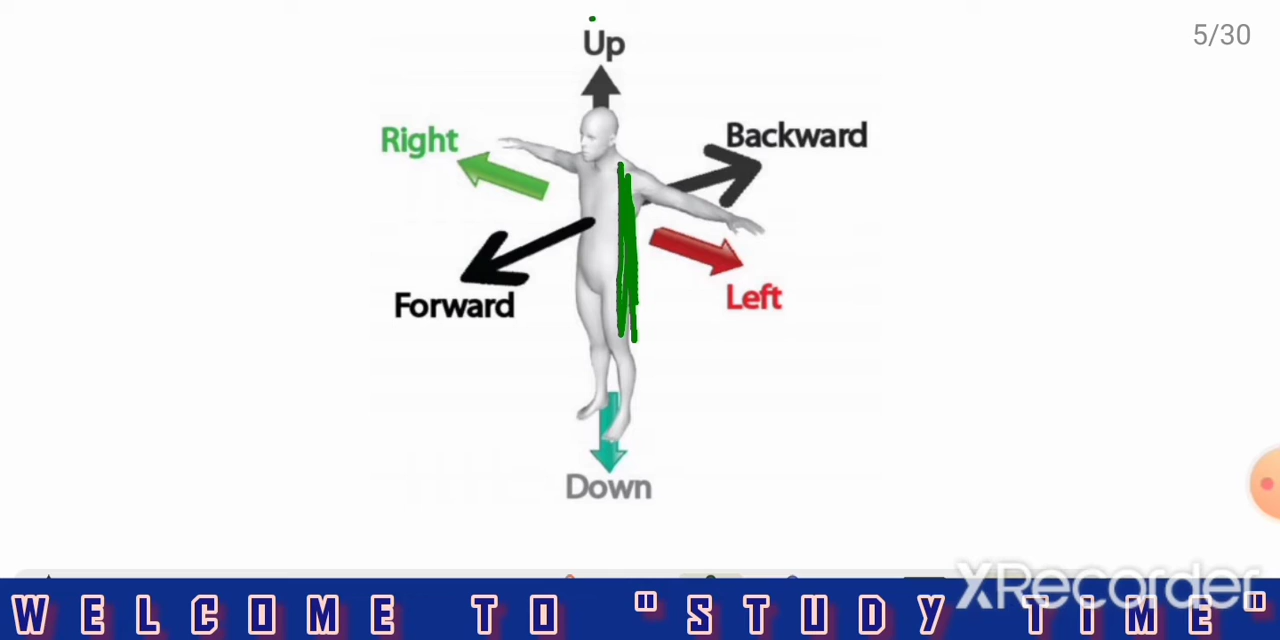 5/30
Up
Right
Backward
Forward
Left
Down
XRecorder
WELCOME TO "STUDY TIME"